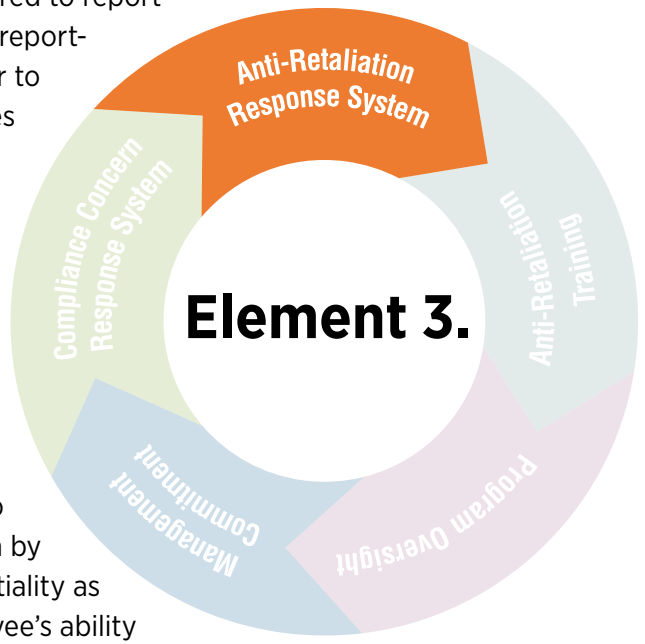 red to report
report-
r to
es
Anti-Retaliation
Response System
Anti-Retaliation
Training
Program Oversight
Management
Commitment
Compliance Concern
Response System
Element 3.
by
tiality as
yee's ability